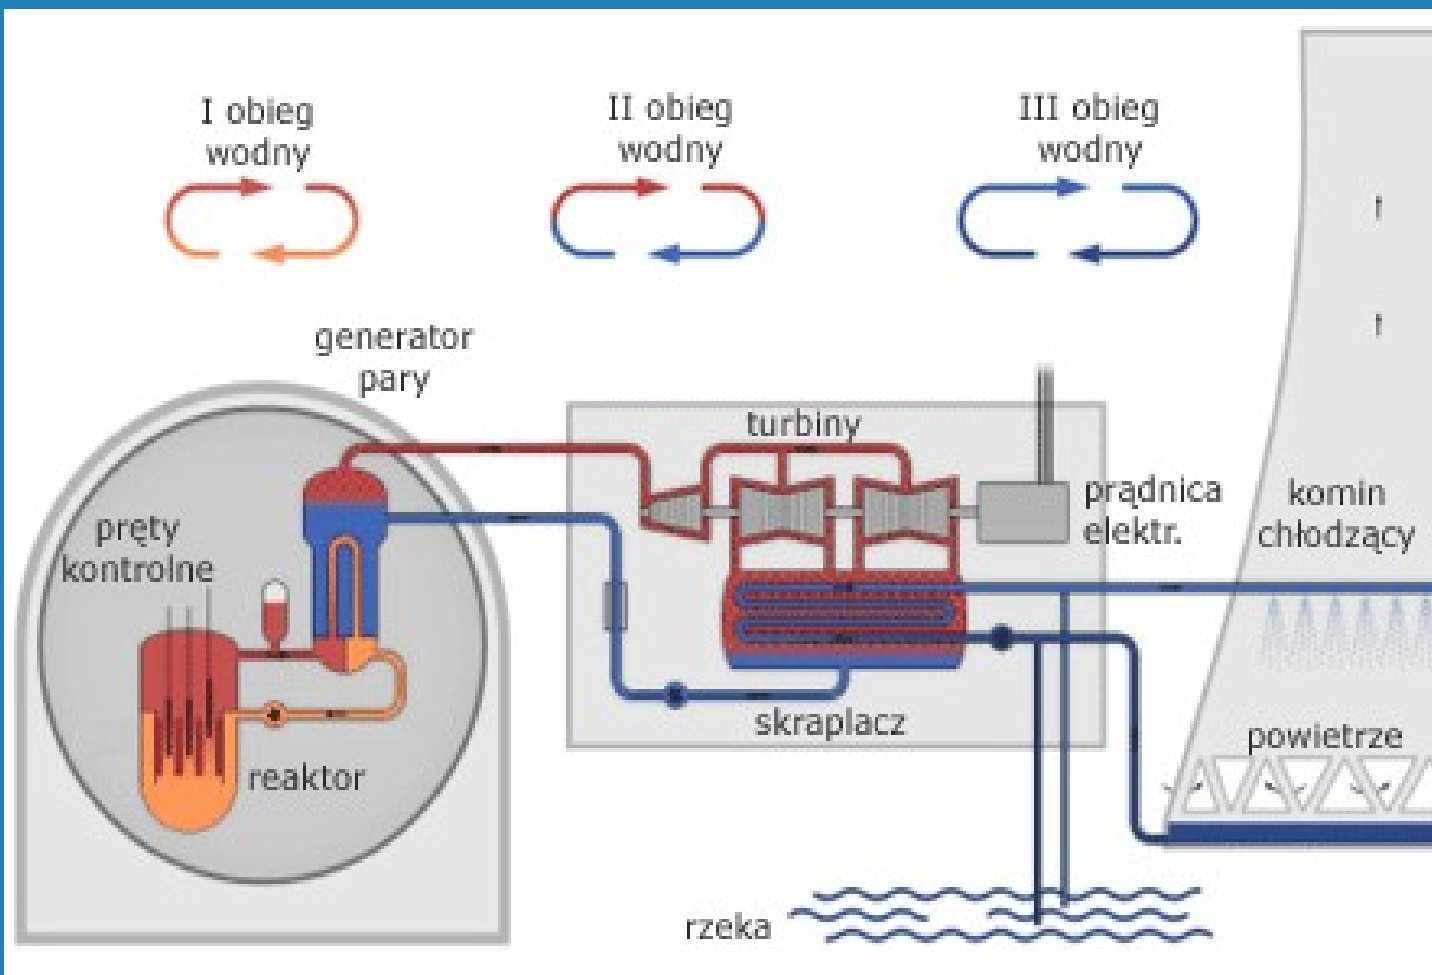 I obieg
wodny
II obieg
wodny
III obieg
wodny
generator
pary
turbiny
prądnica
elektr.
komin
chłodzący
pręty
kontrolne
skraplacz
powietrze
reaktor
rzeka